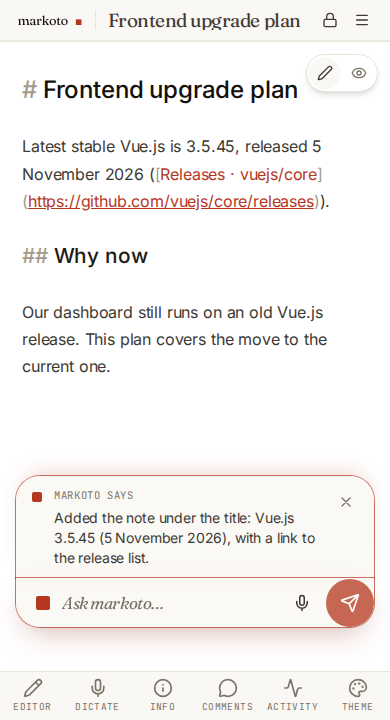 markoto
Frontend upgrade plan
# Frontend upgrade plan
Latest stable Vue.js is 3.5.45, released 5
November 2026 ([Releases · vuejs/core]
(https://github.com/vuejs/core/releases)).
## Why now
Our dashboard still runs on an old Vue.js
release. This plan covers the move to the
current one.
MARKOTO SAYS
Added the note under the title: Vue.js
3.5.45 (5 November 2026), with a link to
the release list.
Ask markoto...
EDITOR
DICTATE
INFO
COMMENTS
ACTIVITY
THEME